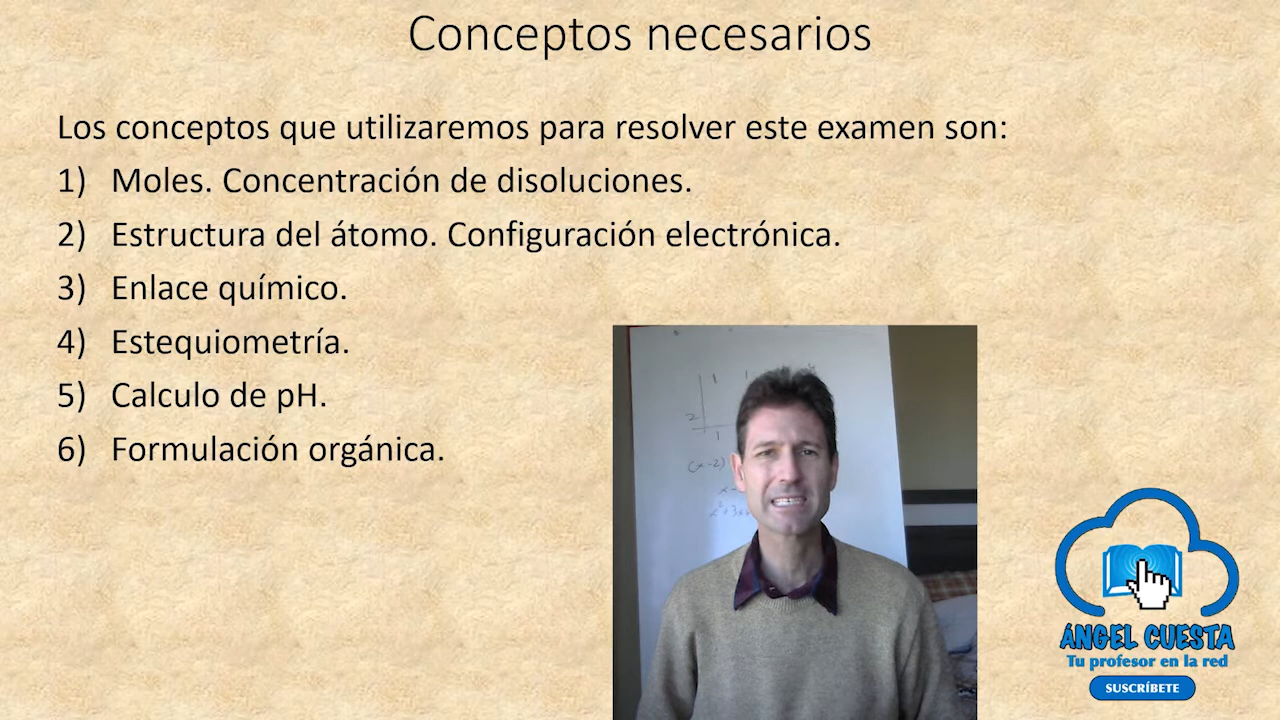 Conceptos necesarios
Los conceptos que utilizaremos para resolver este examen son:
1) Moles. Concentración de disoluciones.
2) Estructura del átomo. Configuración electrónica.
3) Enlace químico.
4) Estequiometría.
5) Calculo de pH.
6) Formulación orgánica.
(x-2)
ÁNGEL CUESTA
Tu profesor en la red
SUSCRÍBETE